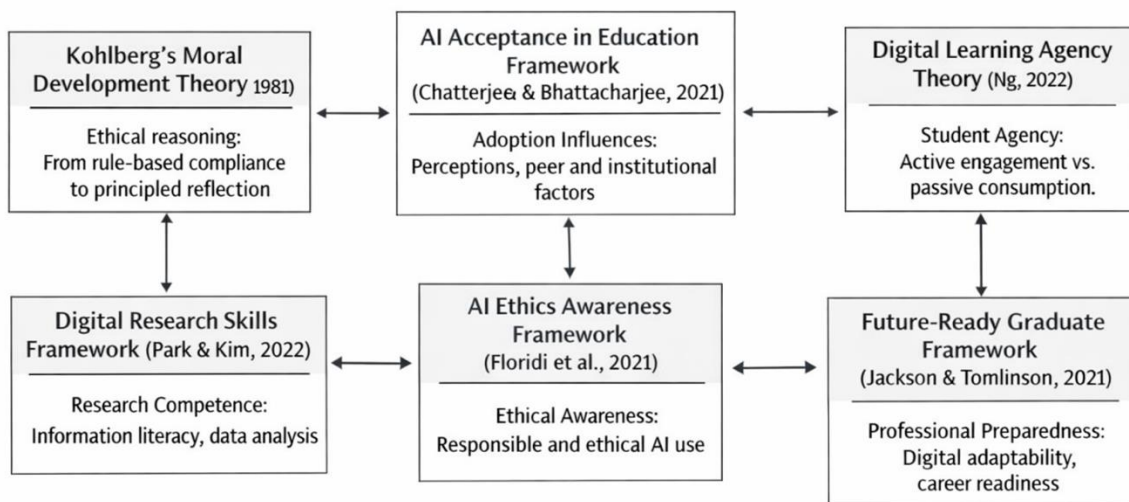 Kohlberg's Moral
Development Theory 1981)
Ethical reasoning:
From rule-based compliance
to principled reflection
AI Acceptance in Education
Framework
(Chatterjee & Bhattacharjee, 2021)
Adoption Influences:
Perceptions, peer and institutional
factors
Digital Learning Agency
Theory (Ng, 2022)
Student Agency:
Active engagement vs.
passive consumption.
Digital Research Skills
Framework (Park & Kim, 2022)
Research Competence:
Information literacy, data analysis
AI Ethics Awareness
Framework
(Floridi et al., 2021)
Ethical Awareness:
Responsible and ethical AI use
Future-Ready Graduate
Framework
(Jackson & Tomlinson, 2021)
Professional Preparedness:
Digital adaptability,
career readiness